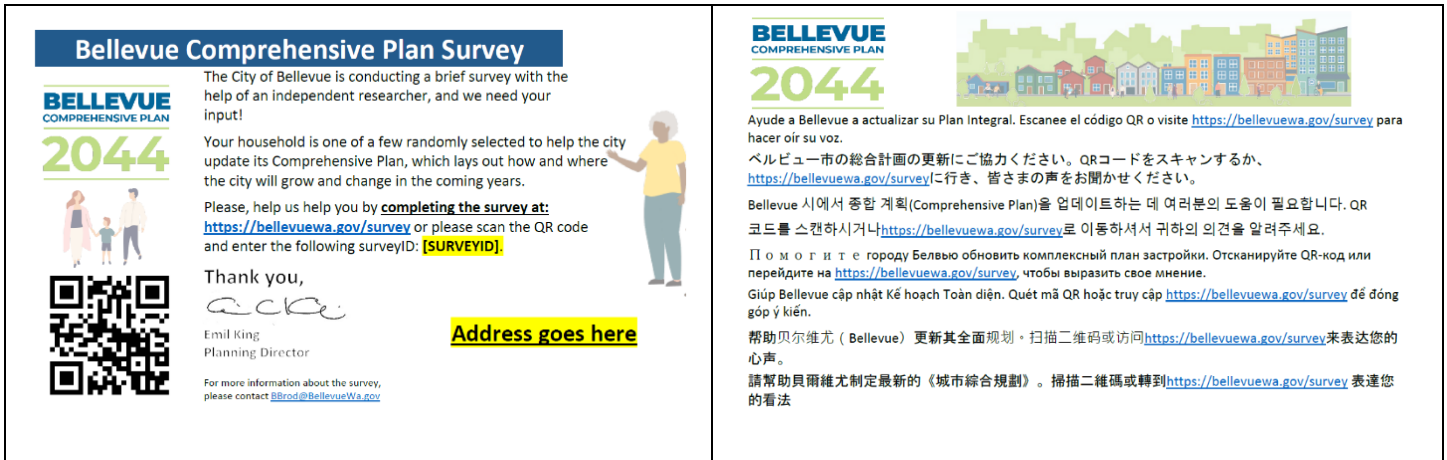 Bellevue Comprehensive Plan Survey
BELLEVUE
COMPREHENSIVE PLAN
2044
The City of Bellevue is conducting a brief survey with the
help of an independent researcher, and we need your
input!
Your household is one of a few randomly selected to help the city
update its Comprehensive Plan, which lays out how and where
the city will grow and change in the coming years.
Please, help us help you by completing the survey at:
https://bellevuewa.gov/survey or please scan the QR code
and enter the following surveyID: [SURVEYID].
Thank you,
Emil King
Planning Director
Address goes here
For more information about the survey,
please contact BBrod@BellevueWa.gov
BELLEVUE
COMPREHENSIVE PLAN
2044
Ayude a Bellevue a actualizar su Plan Integral. Escanee el código QR o visite https://bellevuewa.gov/survey para
hacer oír su voz.
ベルビュー市の総合計画の更新にご協力ください。QRコードをスキャンするか、
https://bellevuewa.gov/surveyに行き、皆さまの声をお聞かせください。
Bellevue 시에서 종합 계획(Comprehensive Plan)을 업데이트하는 데 여러분의 도움이 필요합니다. QR
코드를 스캔하시거나https://bellevuewa.gov/survey로 이동하셔서 귀하의 의견을 알려주세요.
Помогите городу Белвью обновить комплексный план застройки. Отсканируйте QR-код или
перейдите на https://bellevuewa.gov/survey, чтобы выразить свое мнение.
Giúp Bellevue cập nhật Kế hoạch Toàn diện. Quét mã QR hoặc truy cập https://bellevuewa.gov/survey để đóng
góp ý kiến.
帮助贝尔维尤（Bellevue）更新其全面规划。扫描二维码或访问https://bellevuewa.gov/survey来表达您的
心声。
請幫助貝爾維尤制定最新的《城市綜合規劃》。掃描二維碼或轉到https://bellevuewa.gov/survey 表達您
的看法